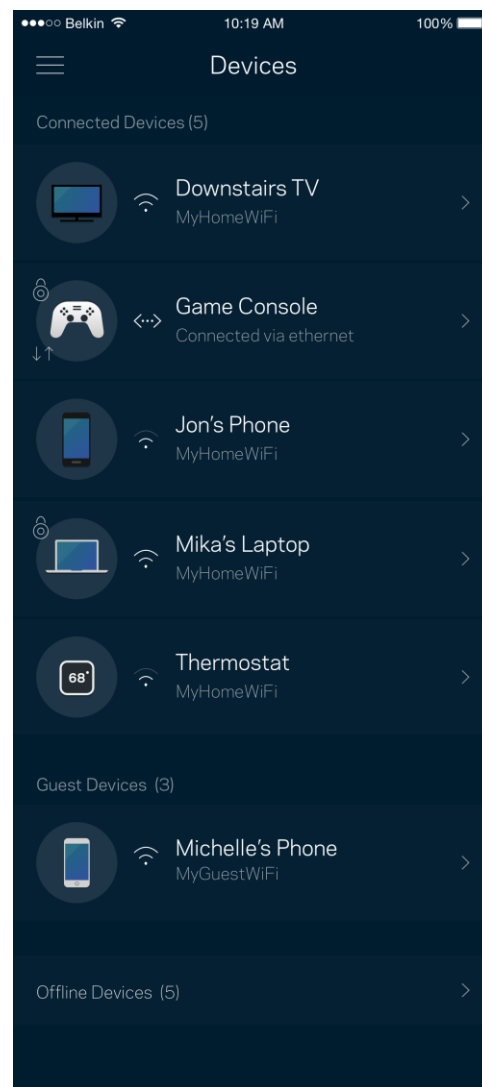 Belkin 10:19 AM 100%
Devices
Connected Devices (5)
Downstairs TV
MyHomeWiFi
Game Console
Connected via ethernet
Jon's Phone
MyHomeWiFi
Mika's Laptop
MyHomeWiFi
68°
Thermostat
MyHomeWiFi
Guest Devices (3)
Michelle's Phone
MyGuestWiFi
Offline Devices (5)